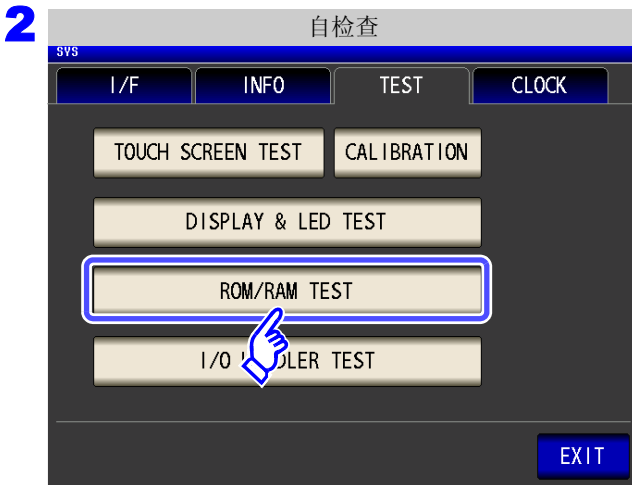 2
自检查
SYS
I/F INFO TEST CLOCK
TOUCH SCREEN TEST CALIBRATION
DISPLAY & LED TEST
ROM/RAM TEST
I/O TEST
EXIT